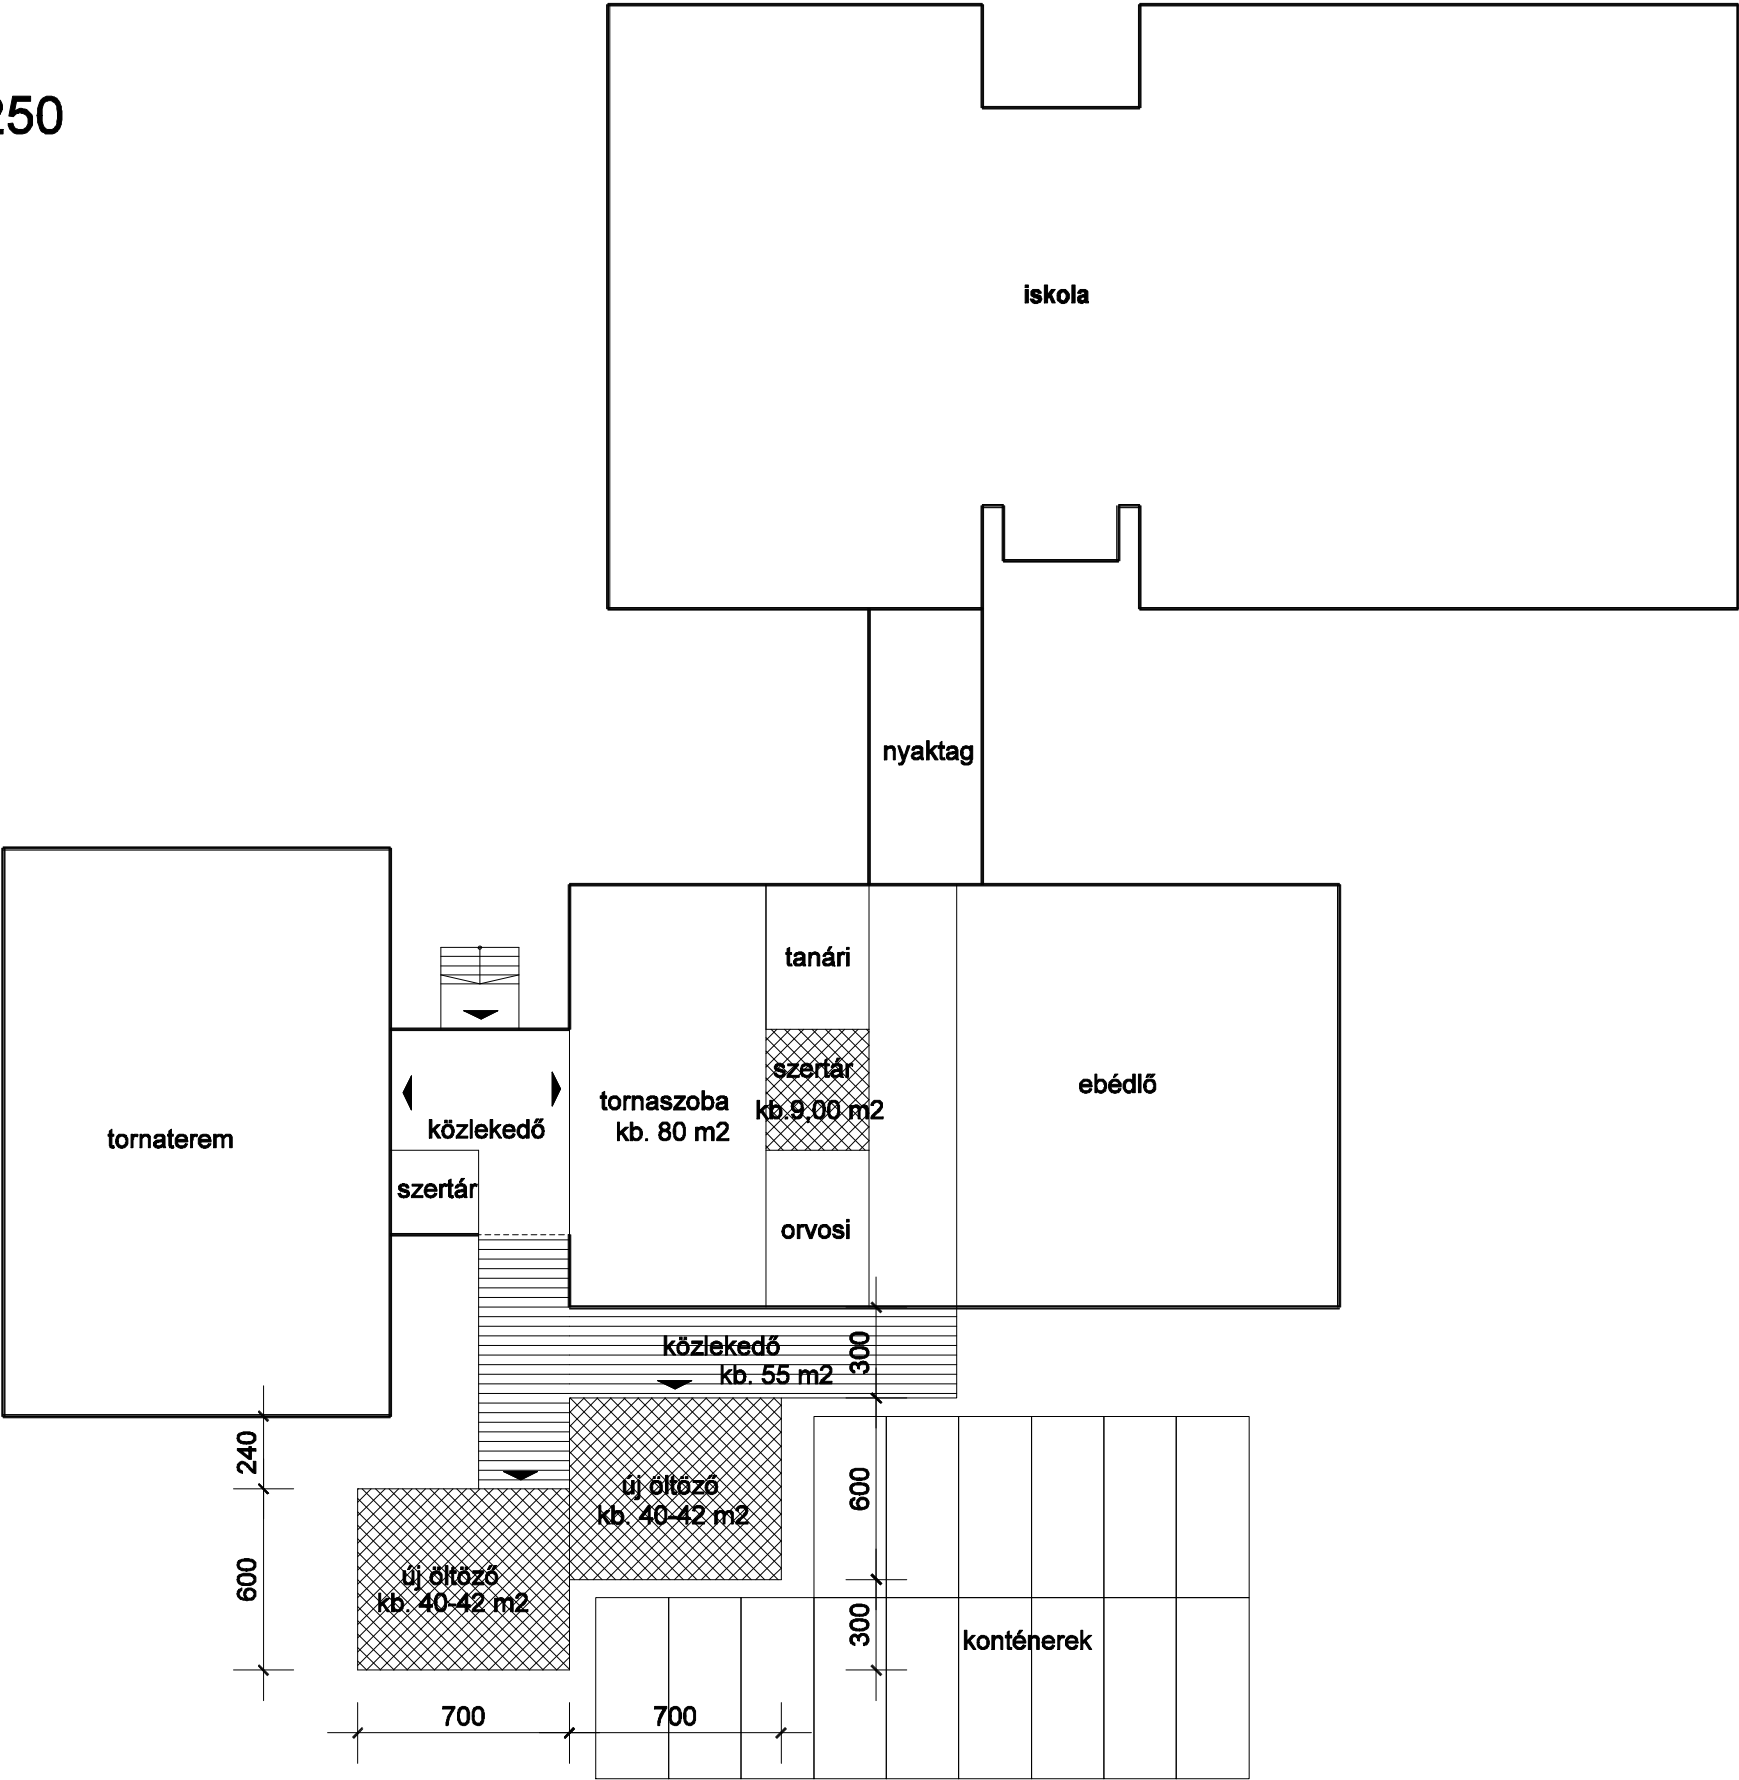 250
iskola
nyaktag
tanári
szertár
kb.9,00 m2
ebédlő
tornaszoba
kb. 80 m2
közlekedő
tornaterem
szertár
orvosi
közlekedő
kb. 55 m2
300
240
600
új öltöző
kb. 40-42 m2
600
új öltöző
kb. 40-42 m2
300
konténerek
700
700